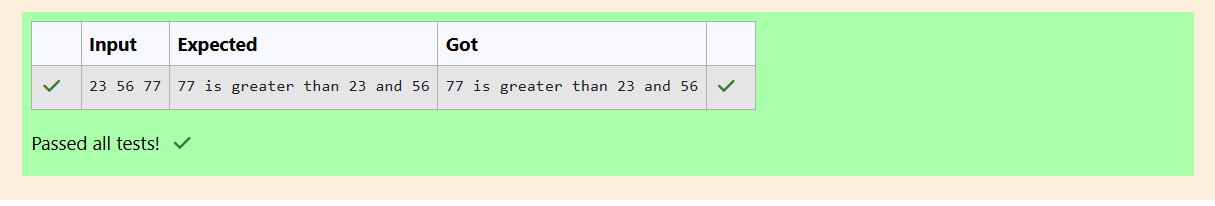 Input Expected Got
23 56 77 77 is greater than 23 and 56 77 is greater than 23 and 56
Passed all tests!